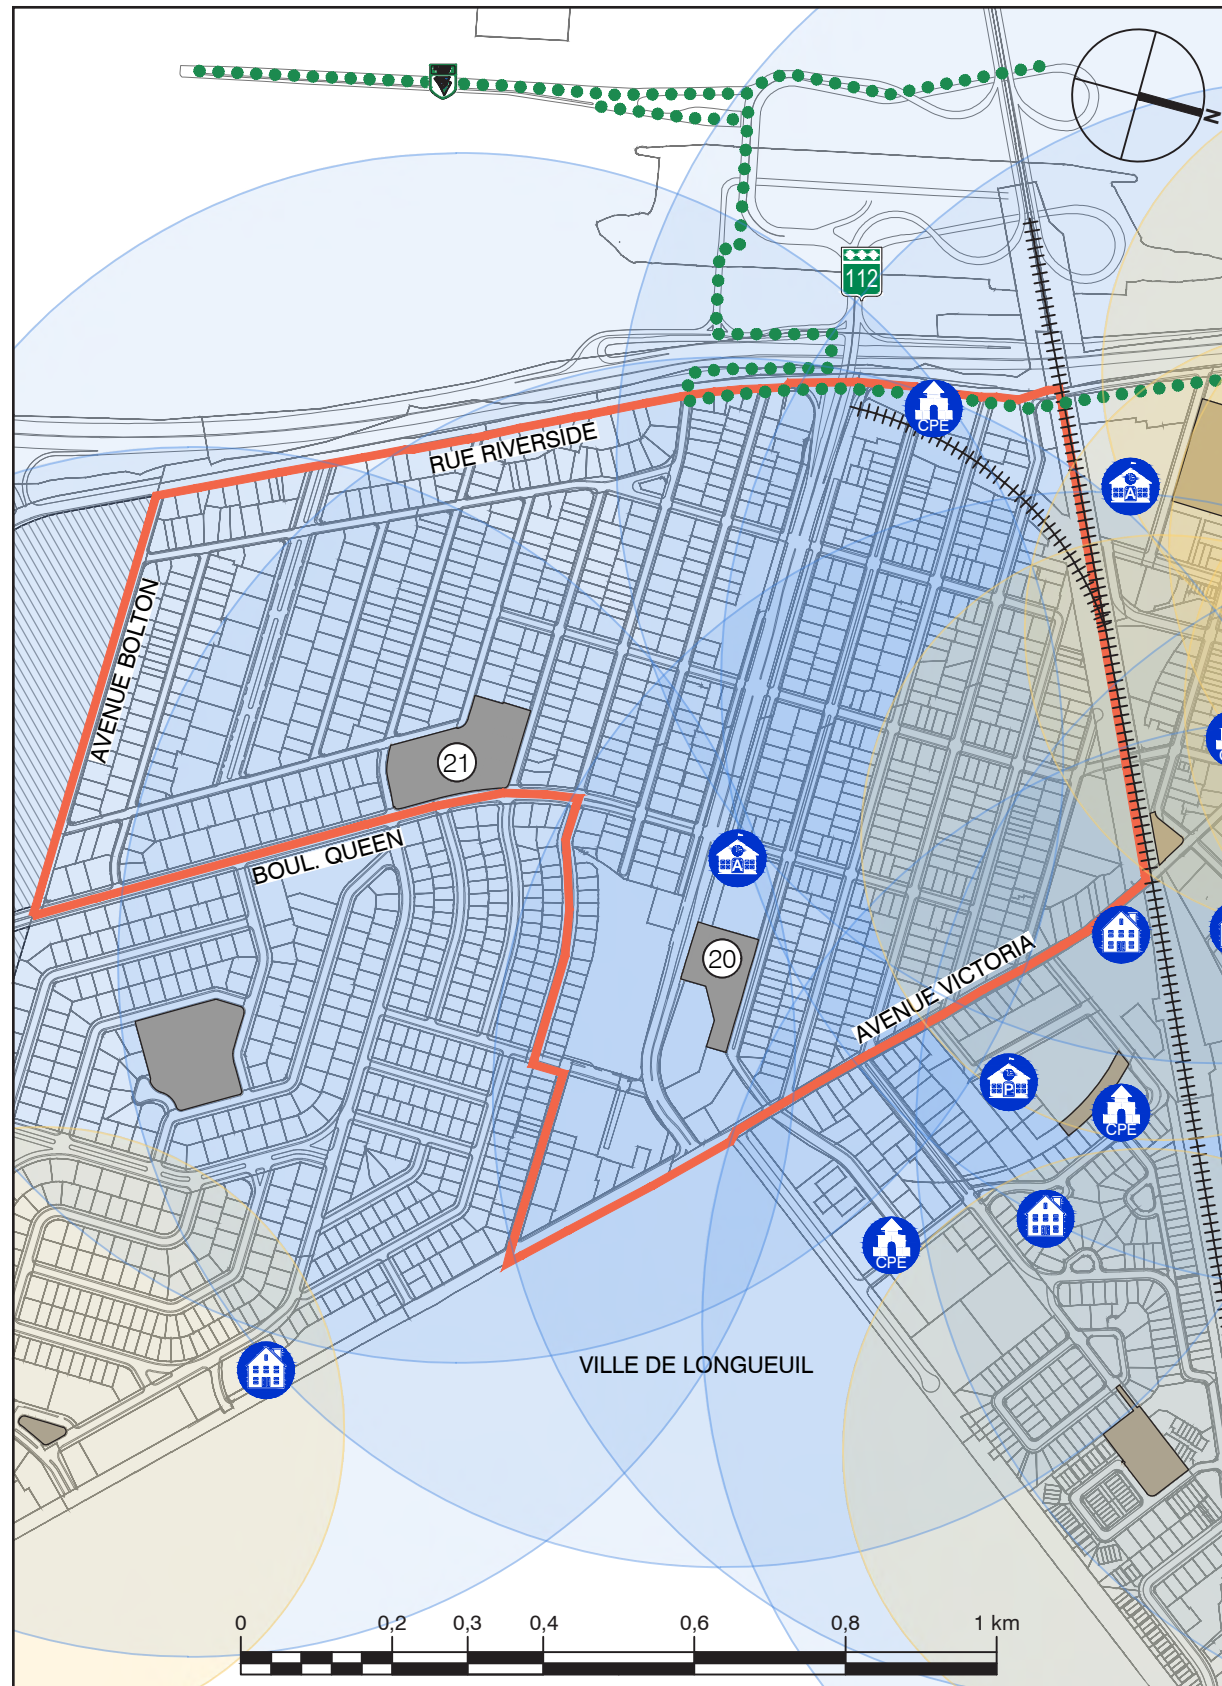 N
112
CPE
RUE RIVERSIDE
A
AVENUE BOLTON
21
BOUL. QUEEN
A
20
AVENUE VICTORIA
P
CPE
CPE
VILLE DE LONGUEUIL
0
0,2
0,3
0,4
0,6
0,8
1 km